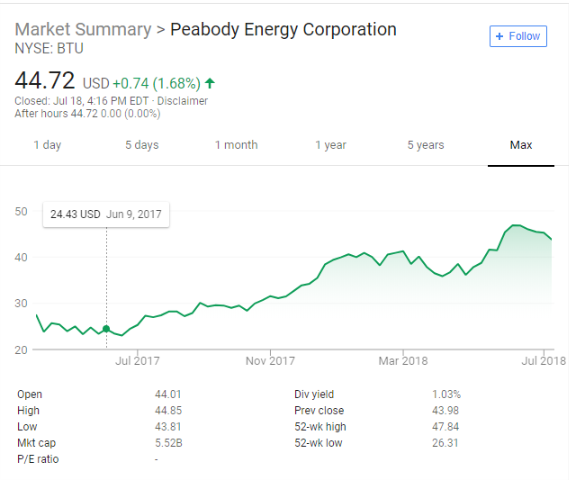 Market Summary > Peabody Energy Corporation
NYSE: BTU
+ Follow
44.72 USD +0.74 (1.68%) ↑
Closed: Jul 18, 4:16 PM EDT · Disclaimer
After hours 44.72 0.00 (0.00%)
1 day 5 days 1 month 1 year 5 years Max
24.43 USD Jun 9, 2017
50
40
30
20
Jul 2017 Nov 2017 Mar 2018 Jul 2018
Open 44.01 Div yield 1.03%
High 44.85 Prev close 43.98
Low 43.81 52-wk high 47.84
Mkt cap 5.52B 52-wk low 26.31
P/E ratio -